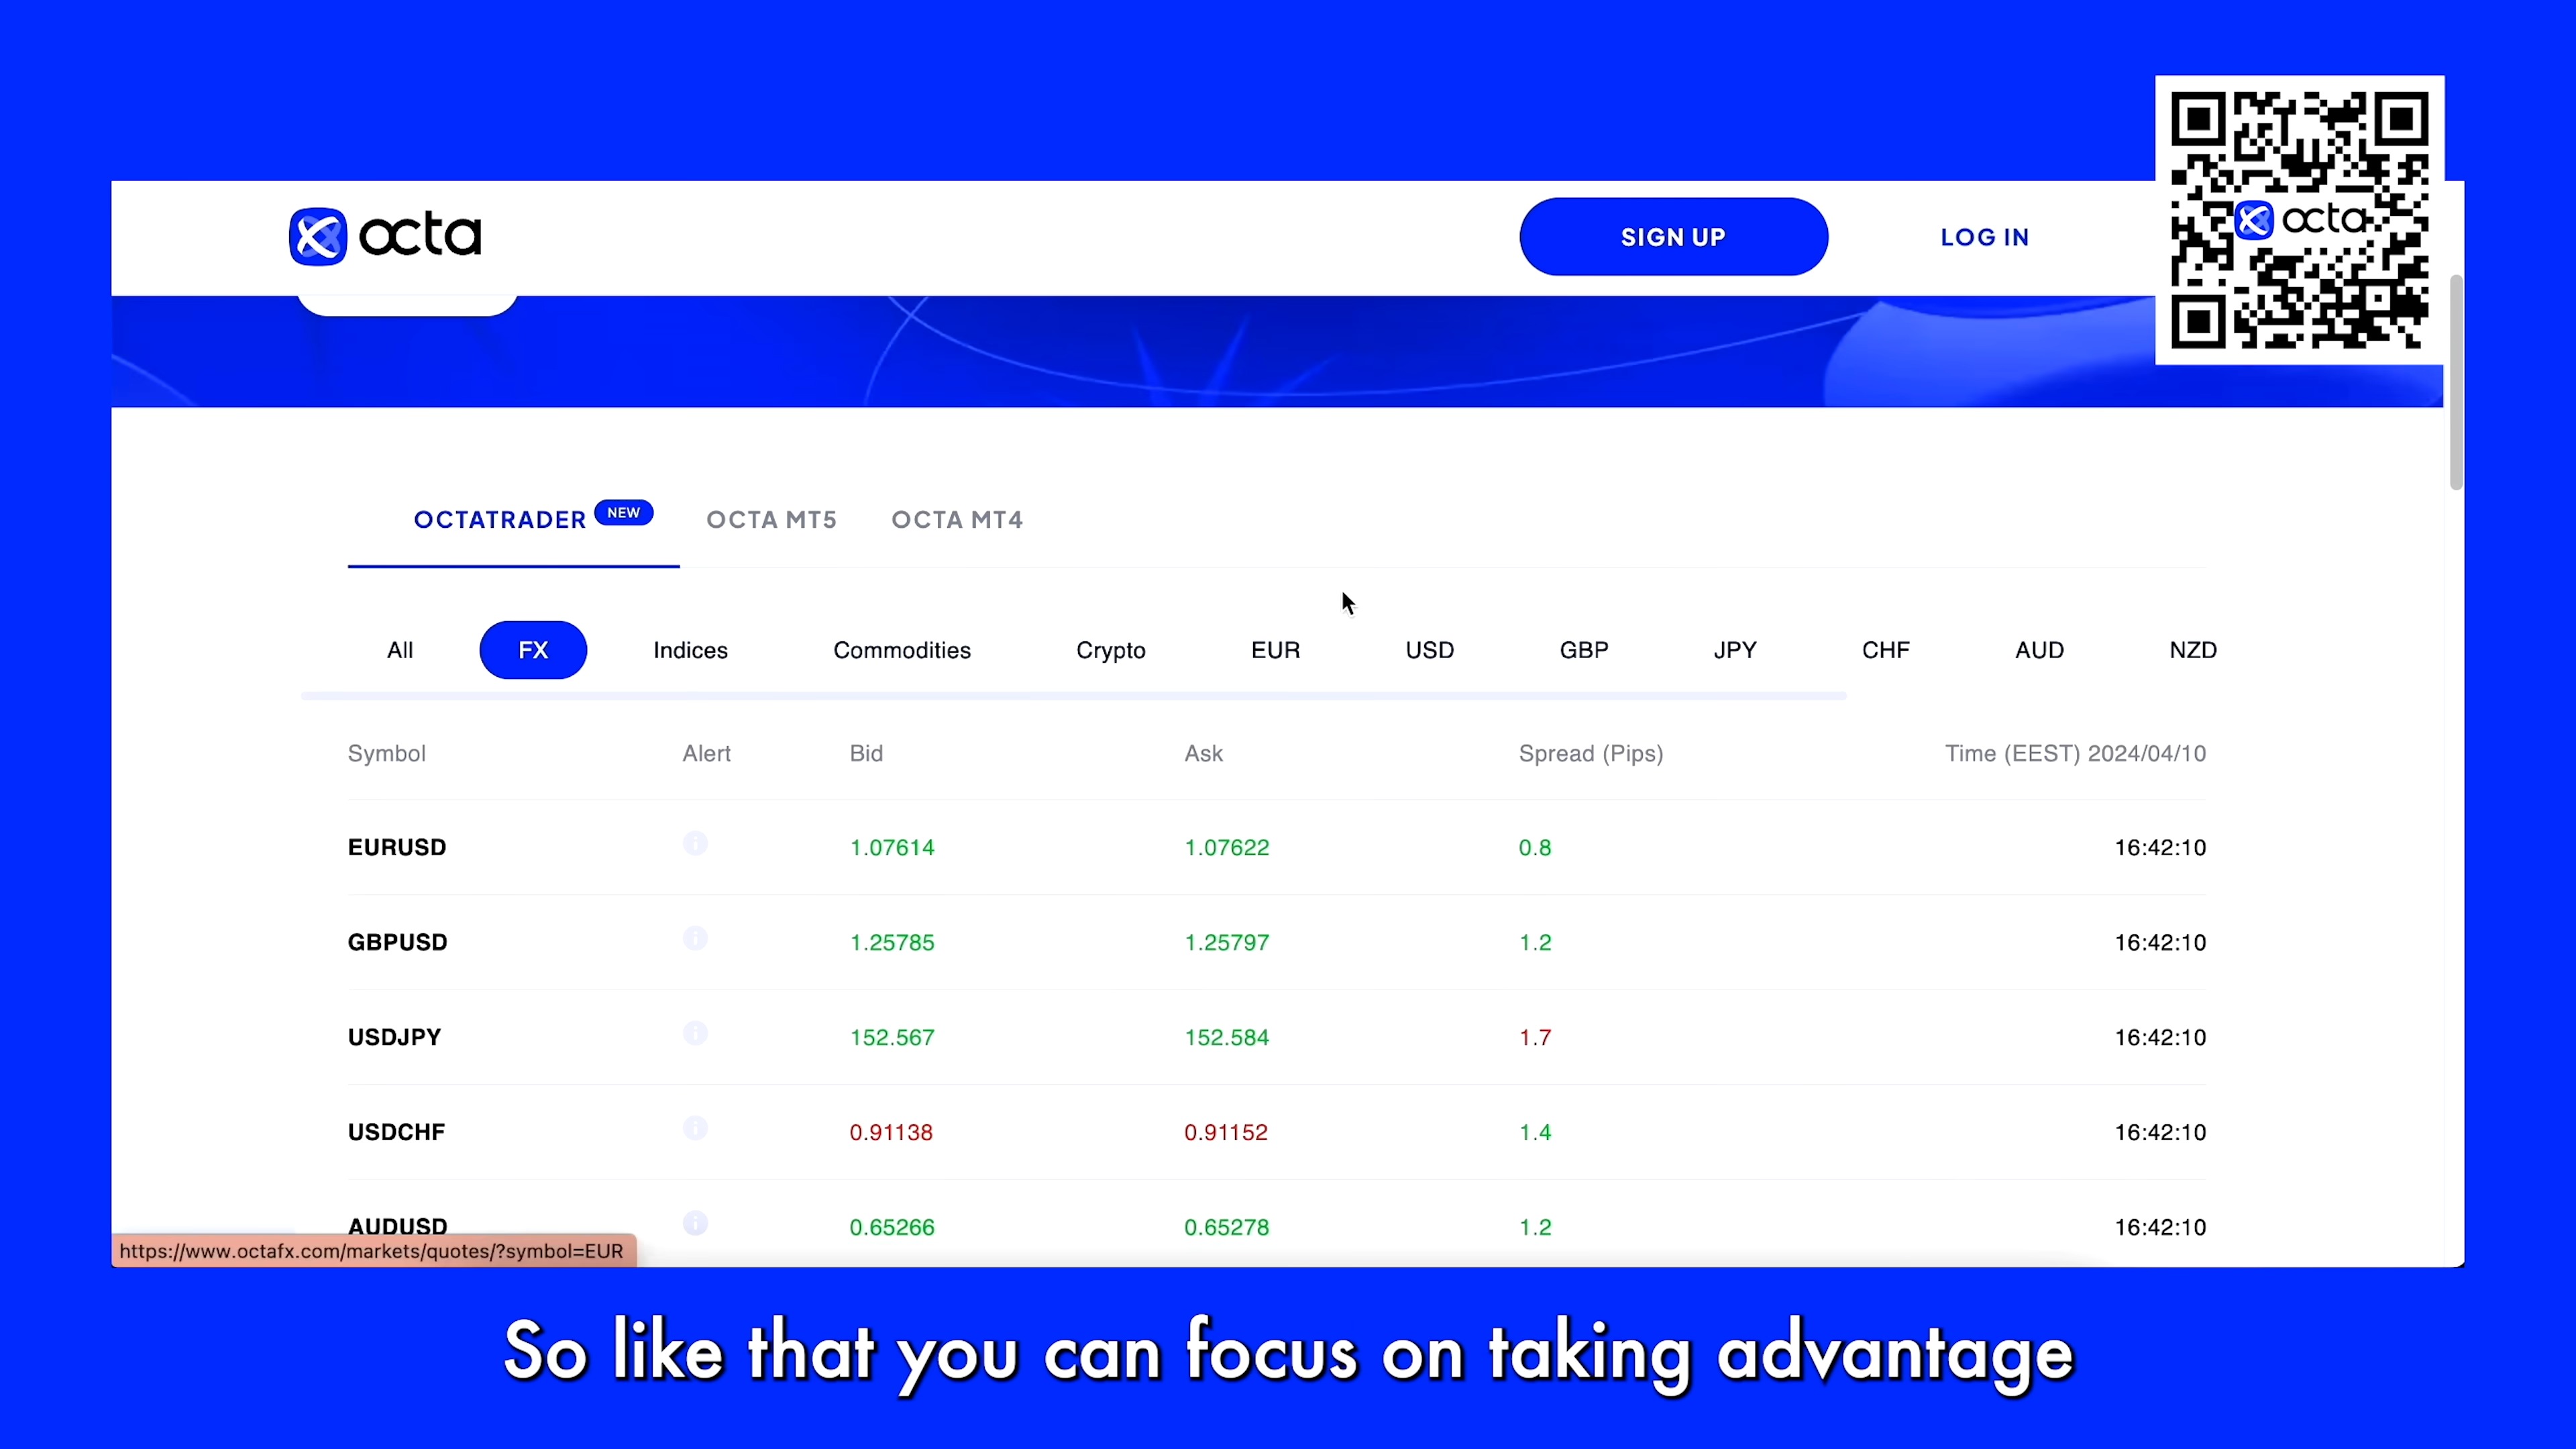 octa
SIGN UP
LOG IN
octa
OCTATRADER NEW OCTA MT5 OCTA MT4
All FX Indices Commodities Crypto EUR USD GBP JPY CHF AUD NZD
Symbol Alert Bid Ask Spread (Pips) Time (EEST) 2024/04/10
EURUSD 1.07614 1.07622 0.8 16:42:10
GBPUSD 1.25785 1.25797 1.2 16:42:10
USDJPY 152.567 152.584 1.7 16:42:10
USDCHF 0.91138 0.91152 1.4 16:42:10
AUDUSD 0.65266 0.65278 1.2 16:42:10
https://www.octafx.com/markets/quotes/?symbol=EUR
So like that you can focus on taking advantage